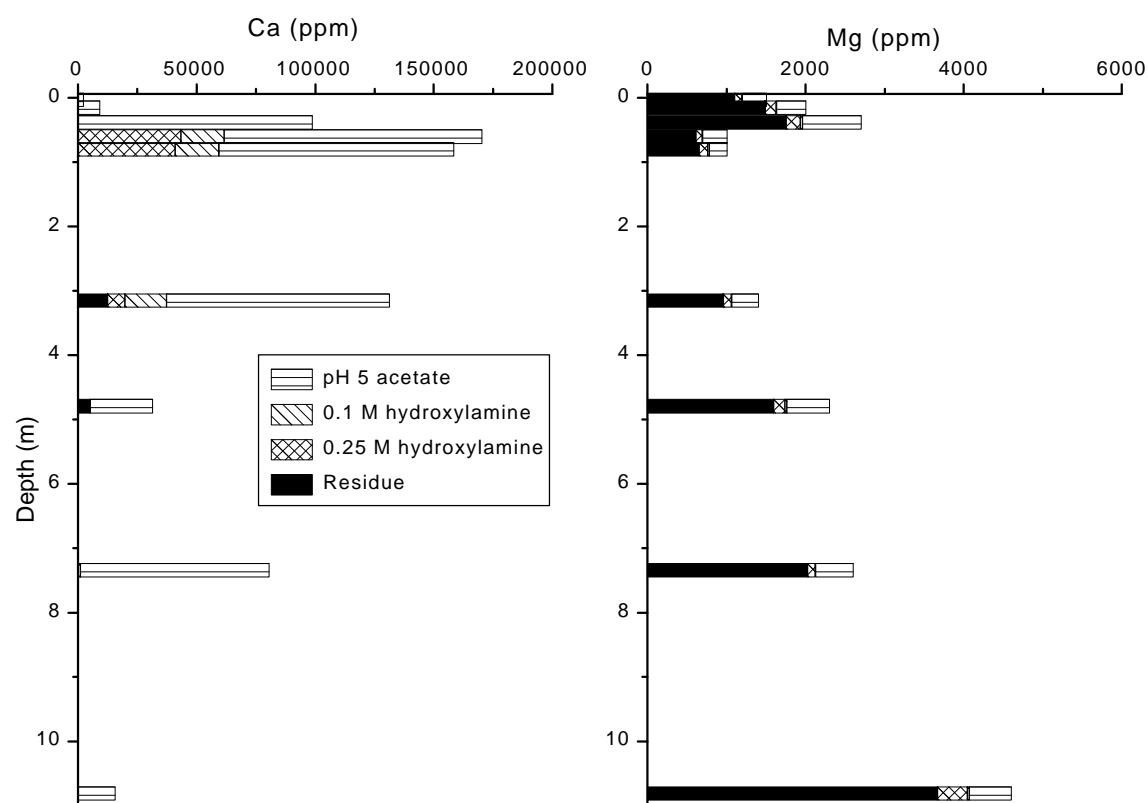 Ca (ppm)
0 50000 100000 150000 200000
0
2
4
6
8
10
Depth (m)
pH 5 acetate
0.1 M hydroxylamine
0.25 M hydroxylamine
Residue
Mg (ppm)
0 2000 4000 6000
0
2
4
6
8
10